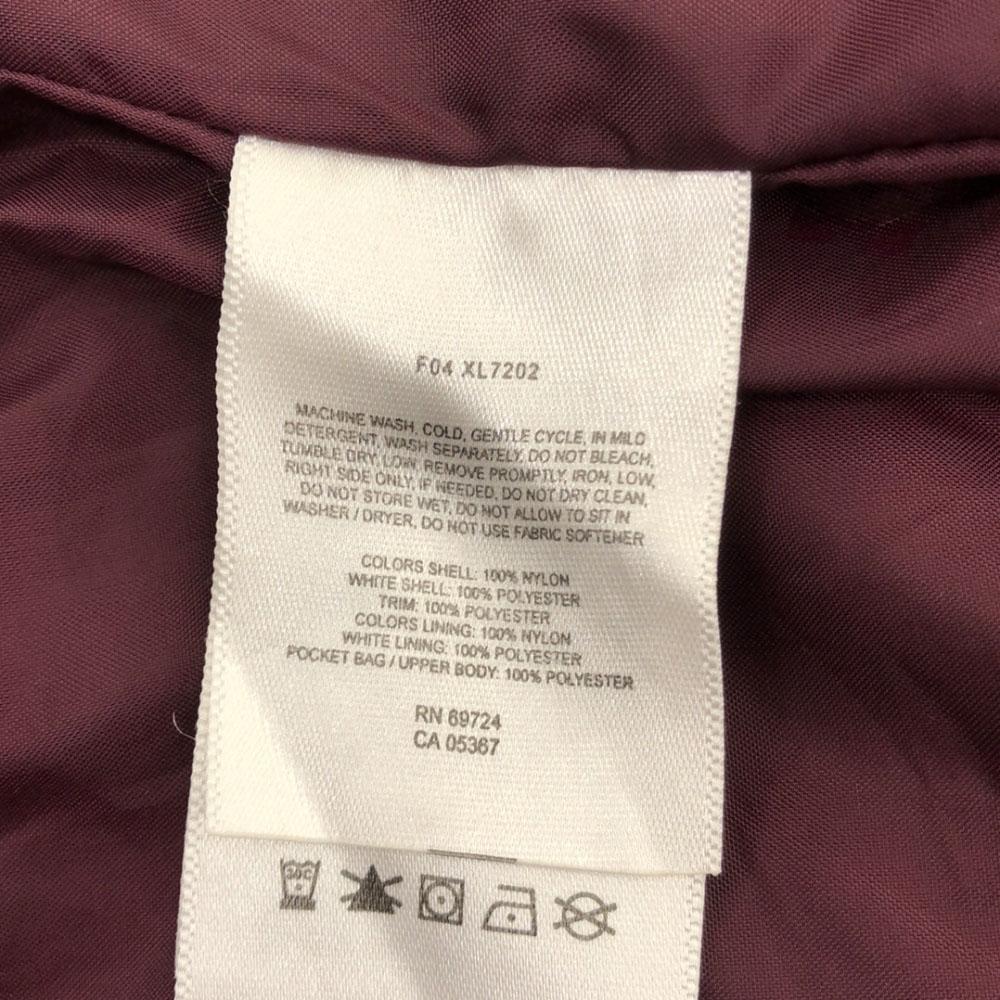 F04 XL7202
MACHINE WASH, COLD, GENTLE CYCLE, IN MILD
DETERGENT, WASH SEPARATELY, DO NOT BLEACH,
TUMBLE DRY, LOW, REMOVE PROMPTLY, IRON, LOW,
RIGHT SIDE ONLY, IF NEEDED, DO NOT DRY CLEAN,
DO NOT STORE WET, DO NOT ALLOW TO SIT IN
WASHER / DRYER, DO NOT USE FABRIC SOFTENER
COLORS SHELL: 100% NYLON
WHITE SHELL: 100% POLYESTER
TRIM: 100% POLYESTER
COLORS LINING: 100% NYLON
WHITE LINING: 100% POLYESTER
POCKET BAG / UPPER BODY: 100% POLYESTER
RN 69724
CA 05367
30C